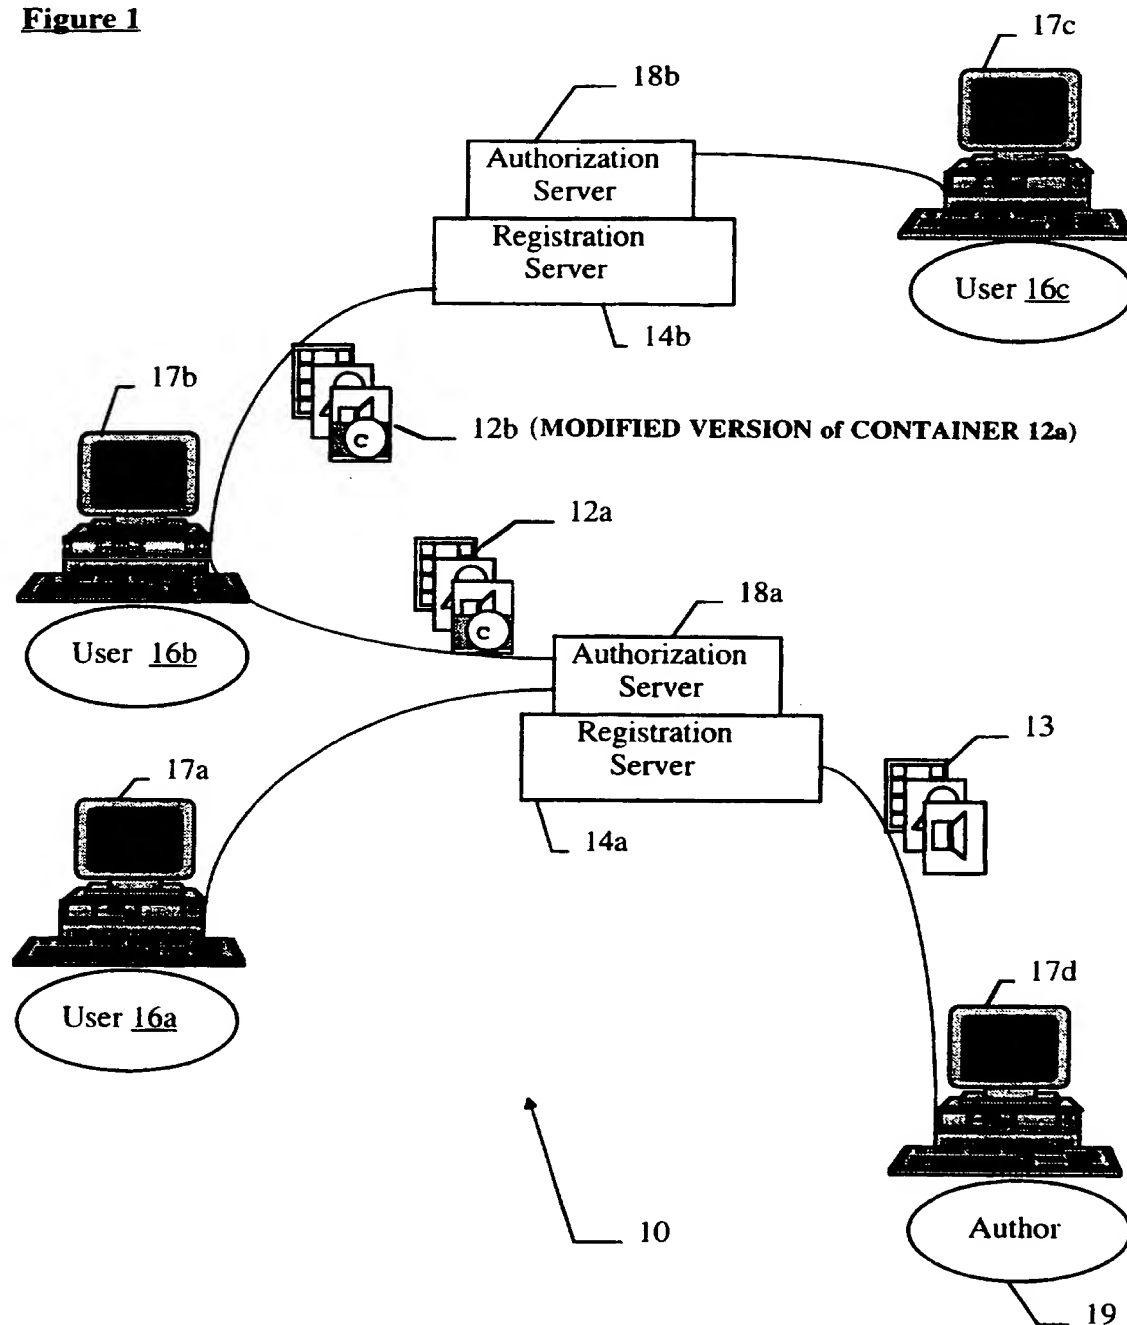 Figure 1
17c
18b
Authorization
Server
Registration
Server
User 16c
14b
17b
C
12b (MODIFIED VERSION of CONTAINER 12a)
12a
C
18a
User 16b
Authorization
Server
Registration
Server
13
17a
14a
17d
User 16a
10
Author
19